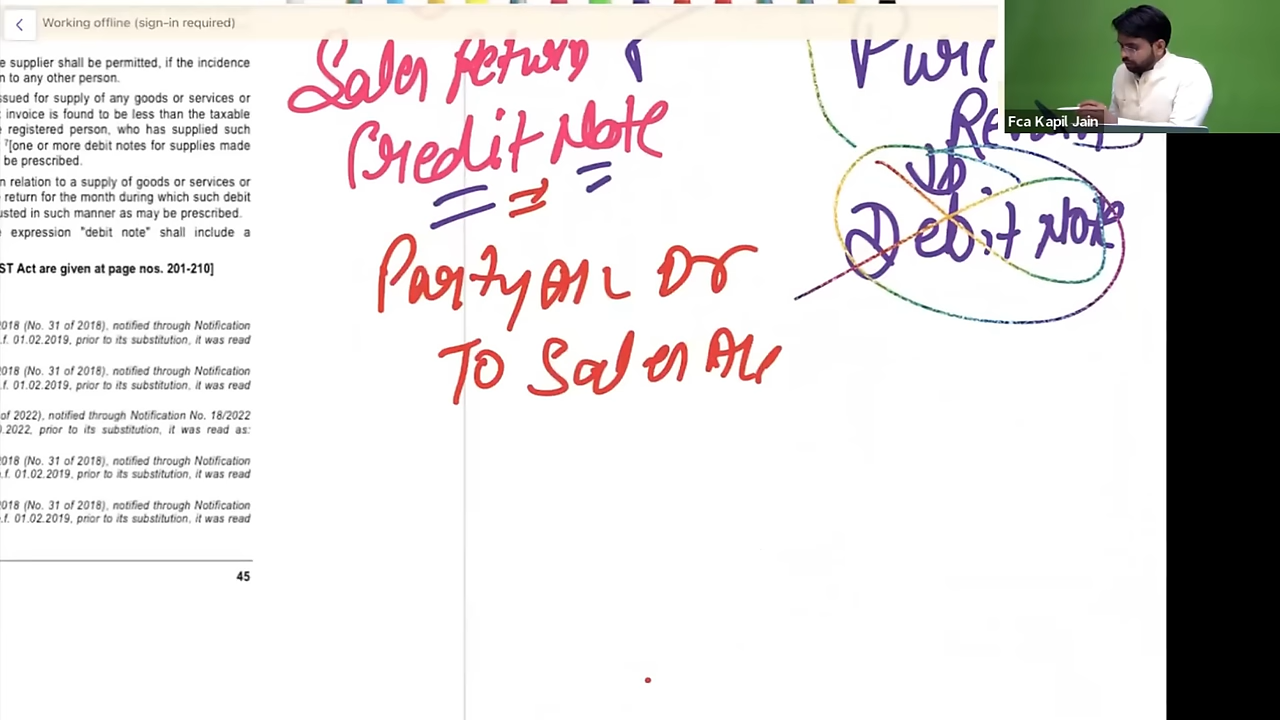 Working offline (sign-in required)
e supplier shall be permitted, if the incidence
n to any other person.
ssued for supply of any goods or services or
t invoice is found to be less than the taxable
e registered person, who has supplied such
7[one or more debit notes for supplies made
be prescribed.
n relation to a supply of goods or services or
e return for the month during which such debit
usted in such manner as may be prescribed.
e expression "debit note" shall include a
ST Act are given at page nos. 201-210]
2018 (No. 31 of 2018), notified through Notification
.f. 01.02.2019, prior to its substitution, it was read
2018 (No. 31 of 2018), notified through Notification
.f. 01.02.2019, prior to its substitution, it was read
of 2022), notified through Notification No. 18/2022
0.2022, prior to its substitution, it was read as:
2018 (No. 31 of 2018), notified through Notification
.f. 01.02.2019, prior to its substitution, it was read
2018 (No. 31 of 2018), notified through Notification
.f. 01.02.2019, prior to its substitution, it was read
45
Sales Return
Credit Note
Party A/c Dr
To Sales A/c
Purc
Return
Debit Note
Fca Kapil Jain